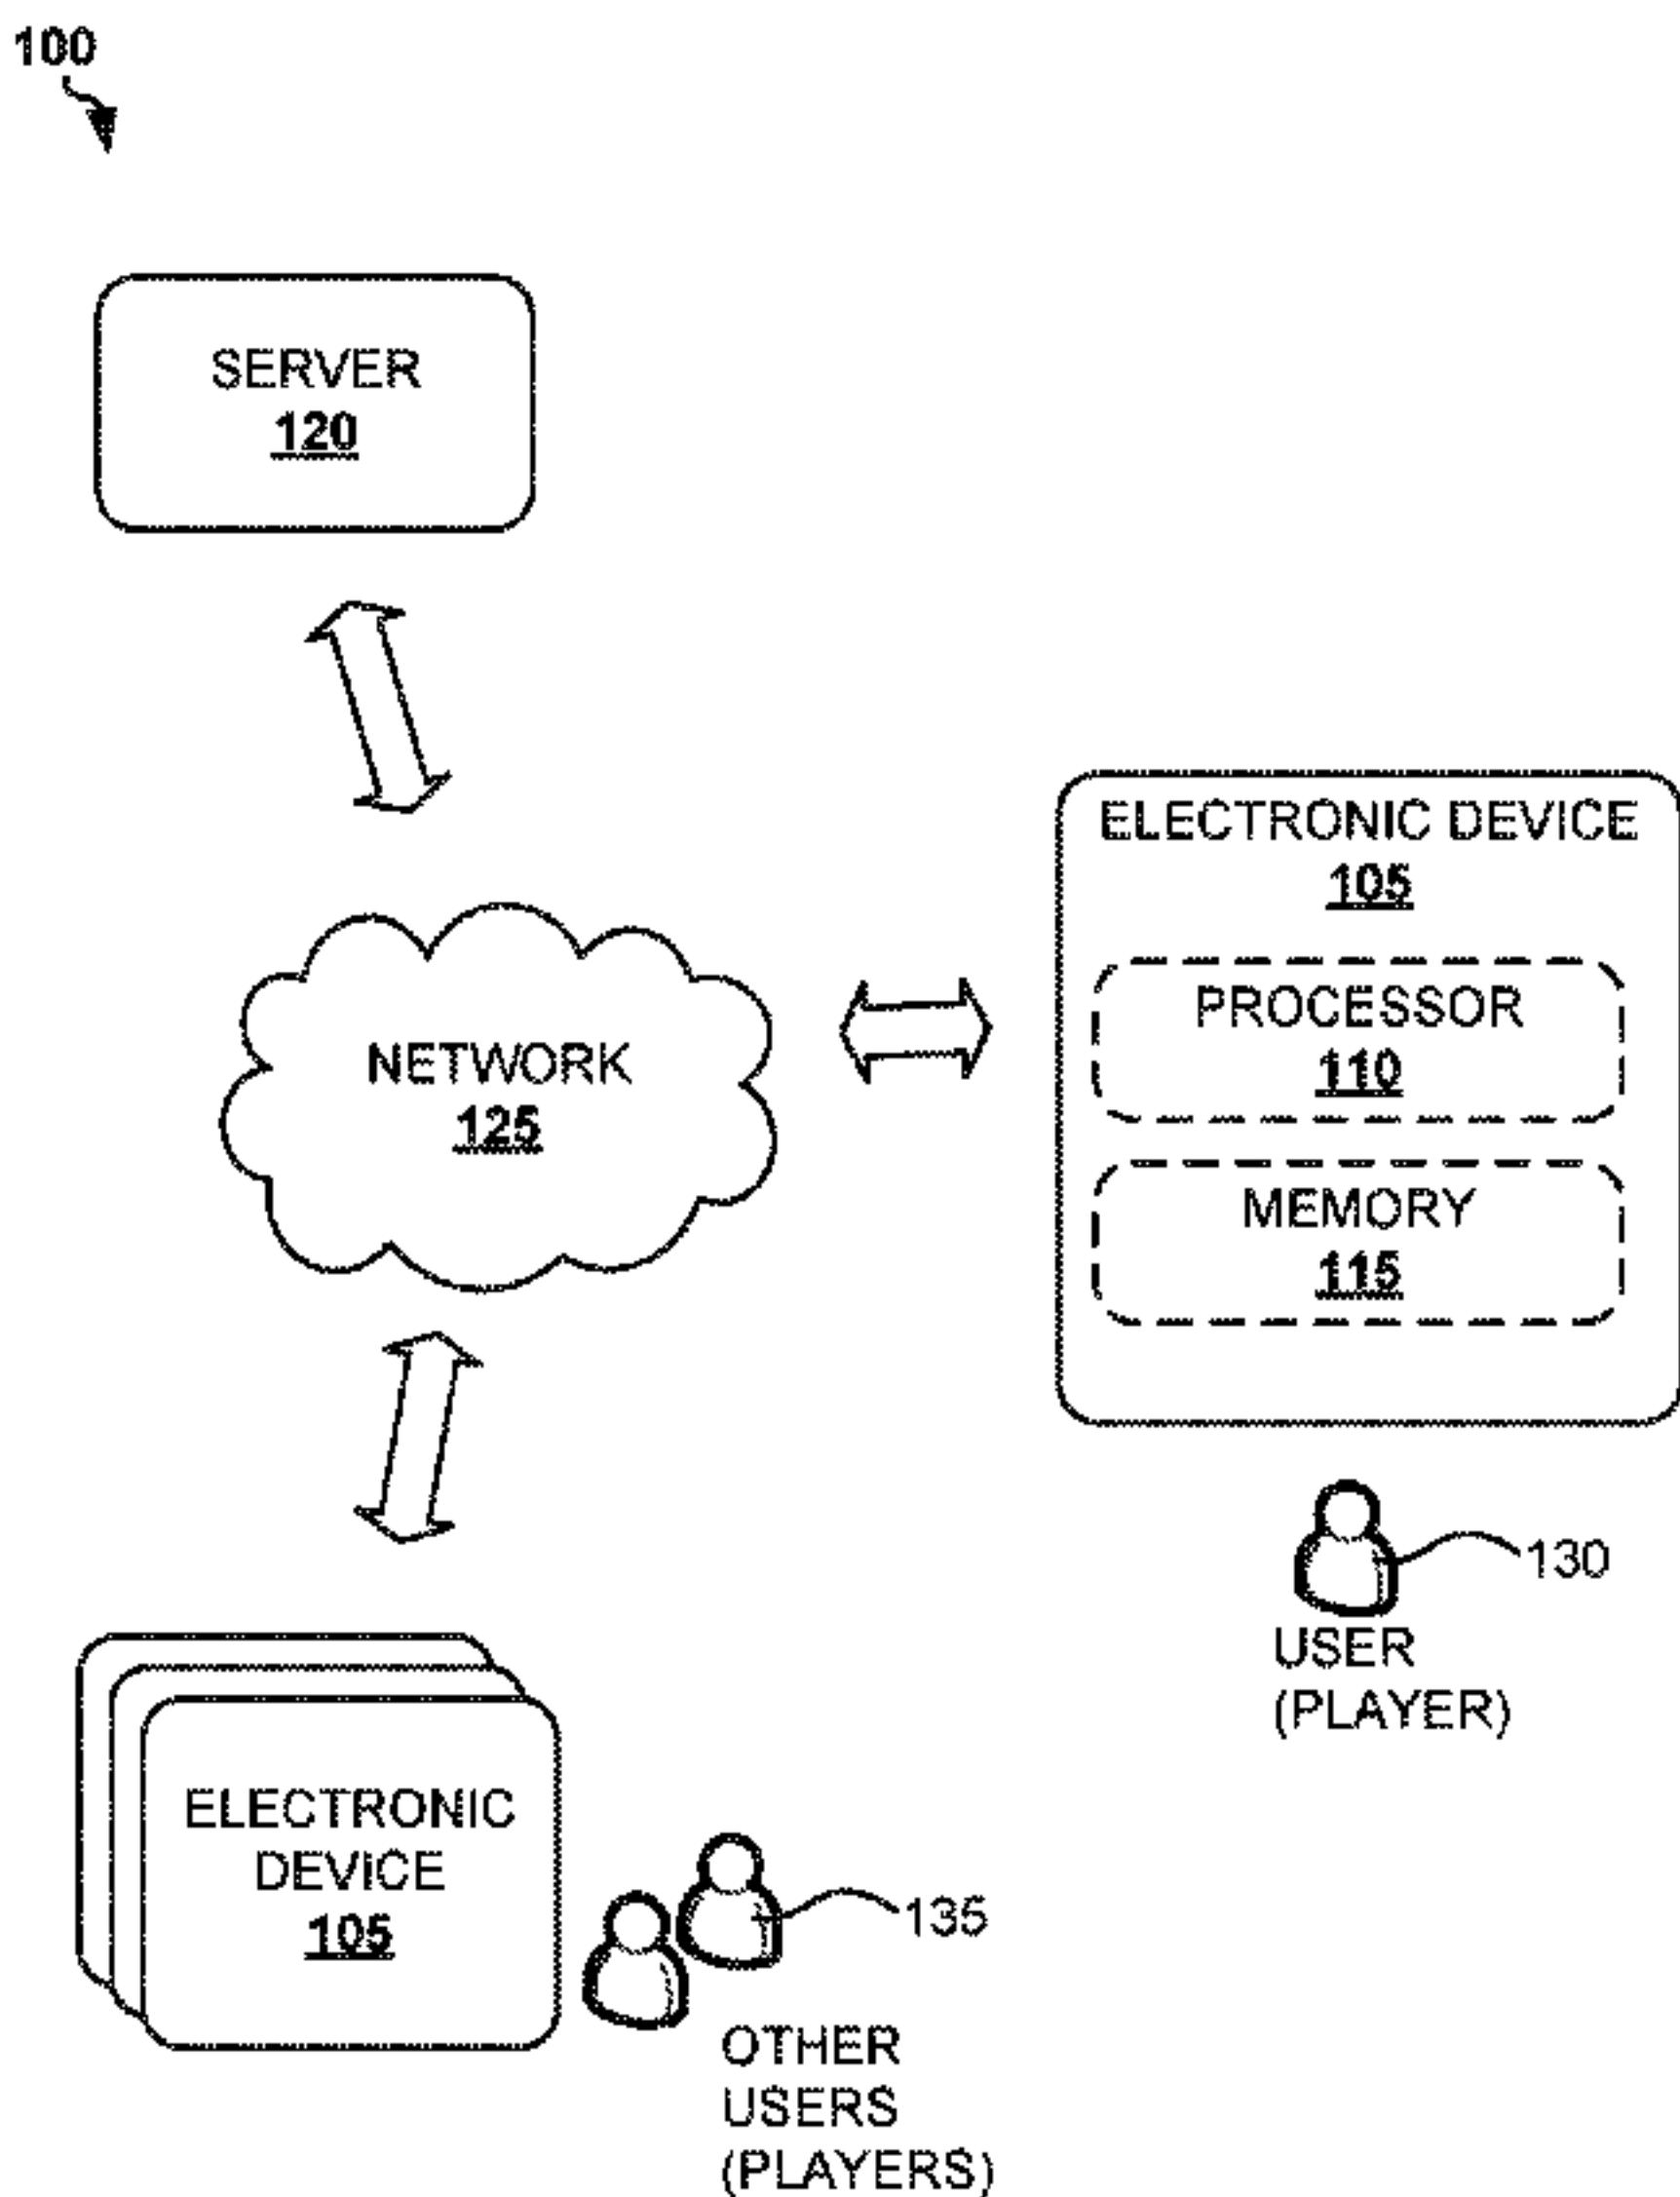 100
SERVER
120
ELECTRONIC DEVICE
105
PROCESSOR
110
NETWORK
125
MEMORY
115
130
USER
(PLAYER)
ELECTRONIC
DEVICE
105
135
OTHER
USERS
(PLAYERS)